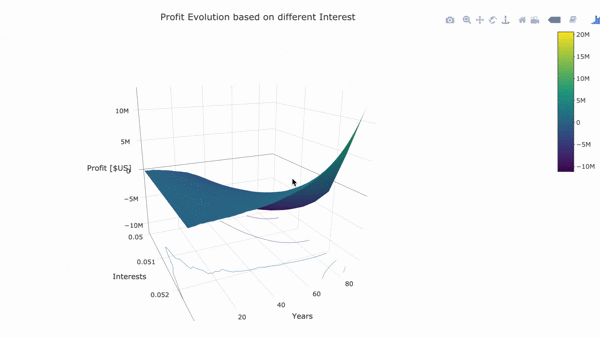 Profit Evolution based on different Interest
20M
15M
10M
5M
0
−5M
−10M
10M
5M
Profit [$US]
−5M
−10M
0.05
0.051
0.052
Interests
20
40
60
80
Years